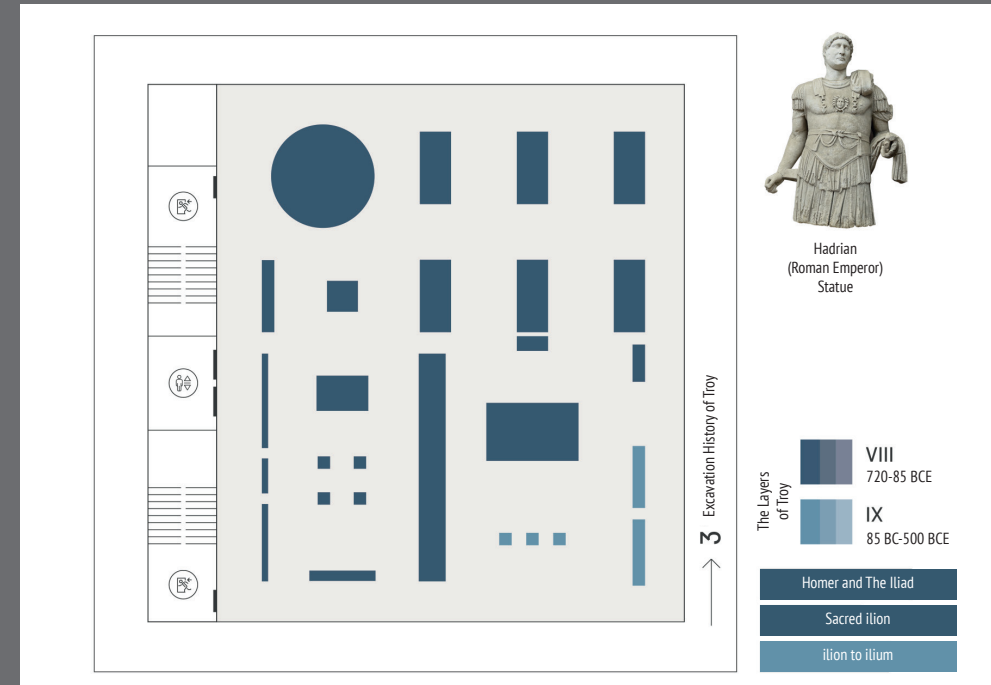 Hadrian
(Roman Emperor)
Statue
3 Excavation History of Troy
The Layers
of Troy
VIII
720-85 BCE
IX
85 BC-500 BCE
Homer and The Iliad
Sacred ilion
ilion to ilium